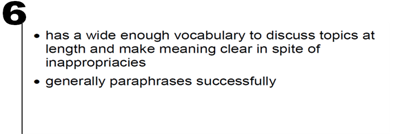 6
• has a wide enough vocabulary to discuss topics at
length and make meaning clear in spite of
inappropriacies
• generally paraphrases successfully